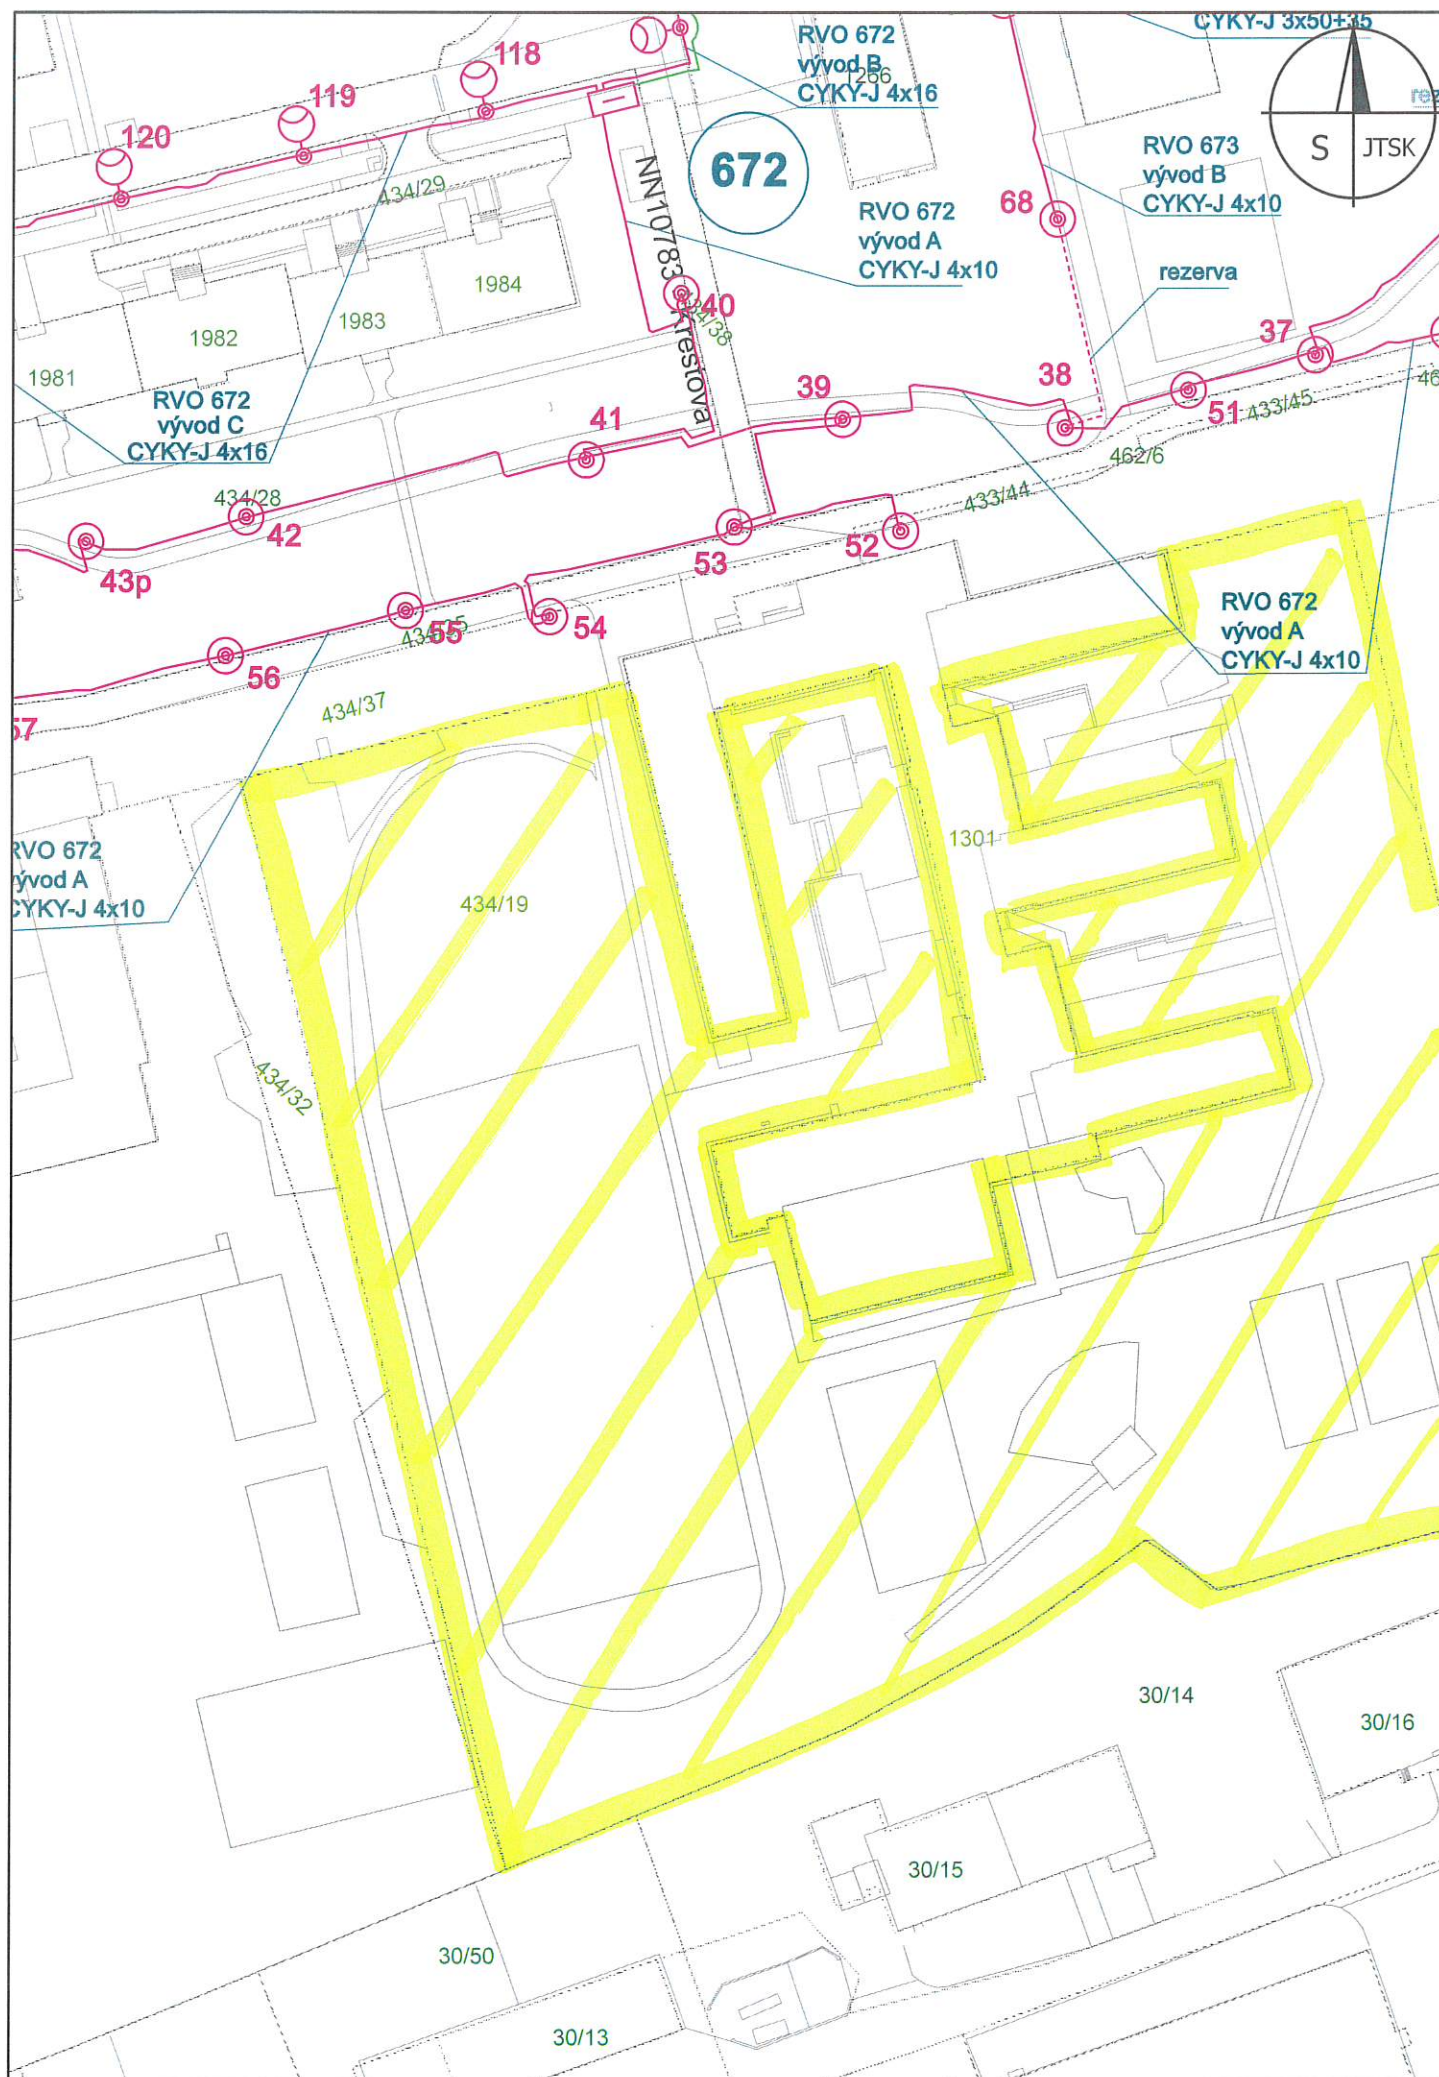 CYKY-J 3x50+35
RVO 672
vývod B
CYKY-J 4x16
1266
118
119
120
672
S
JTSK
RVO 673
vývod B
CYKY-J 4x10
68
434/29
NN10783 Krestova
RVO 672
vývod A
CYKY-J 4x10
rezerva
1984
1983
1982
1981
40
434/38
37
38
39
51
433/45
RVO 672
vývod C
CYKY-J 4x16
41
462/6
434/28
42
433/44
43p
53
52
54
55
56
RVO 672
vývod A
CYKY-J 4x10
434/37
57
1301
RVO 672
vývod A
CYKY-J 4x10
434/19
434/32
30/14
30/16
30/15
30/50
30/13